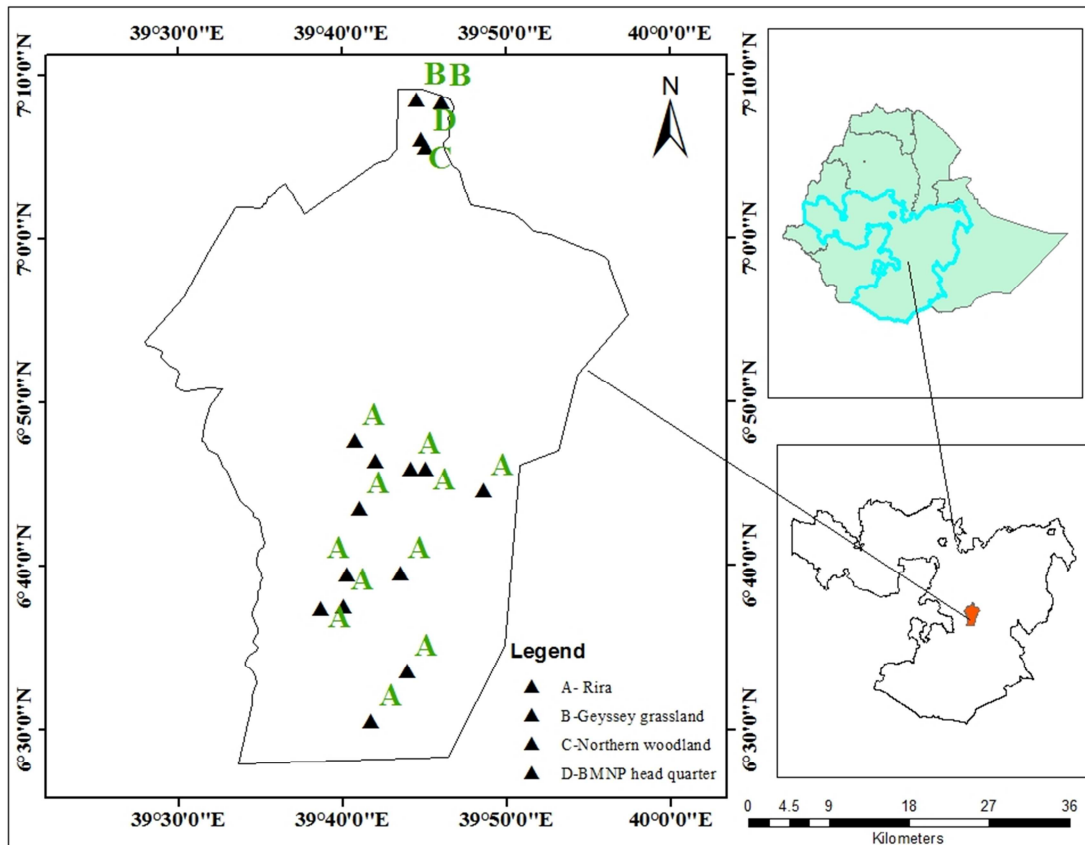 39°30'0"E 39°40'0"E 39°50'0"E 40°0'0"E
7°10'0"N 7°10'0"N
B B
N
D
C
7°0'0"N 7°0'0"N
6°50'0"N 6°50'0"N
A
A
A
A A
6°40'0"N 6°40'0"N
A A
A
A
A
A
6°30'0"N 6°30'0"N
Legend
A- Rira
B-Geyssey grassland
C-Northern woodland
D-BMNP head quarter
39°30'0"E 39°40'0"E 39°50'0"E 40°0'0"E
0 4.5 9 18 27 36
Kilometers